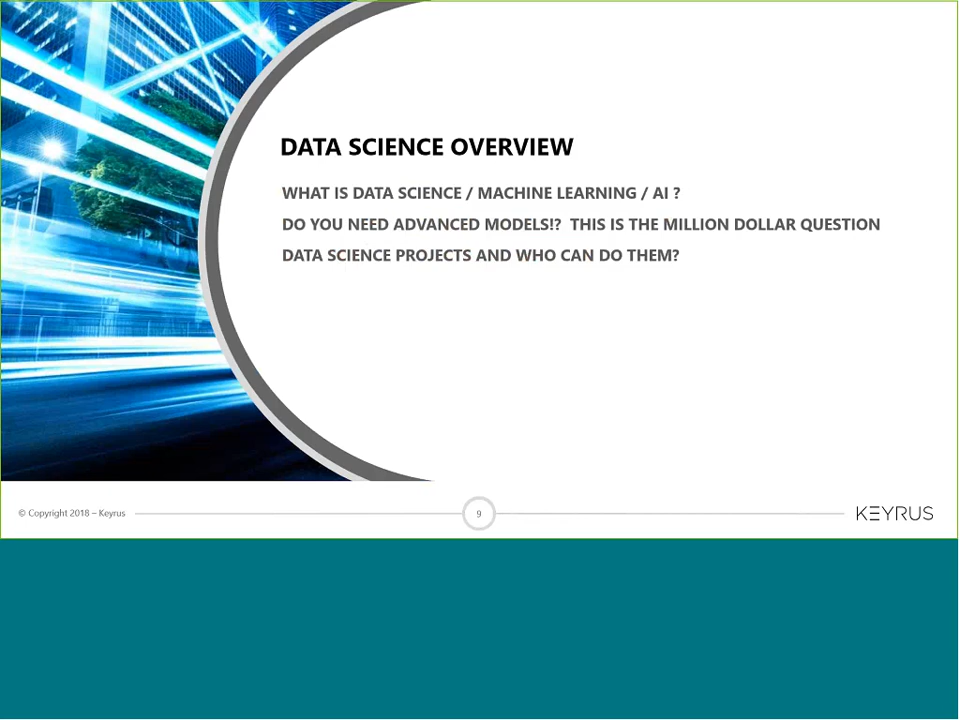 DATA SCIENCE OVERVIEW
WHAT IS DATA SCIENCE / MACHINE LEARNING / AI ?
DO YOU NEED ADVANCED MODELS!? THIS IS THE MILLION DOLLAR QUESTION
DATA SCIENCE PROJECTS AND WHO CAN DO THEM?
© Copyright 2018 – Keyrus
9
KEYRUS